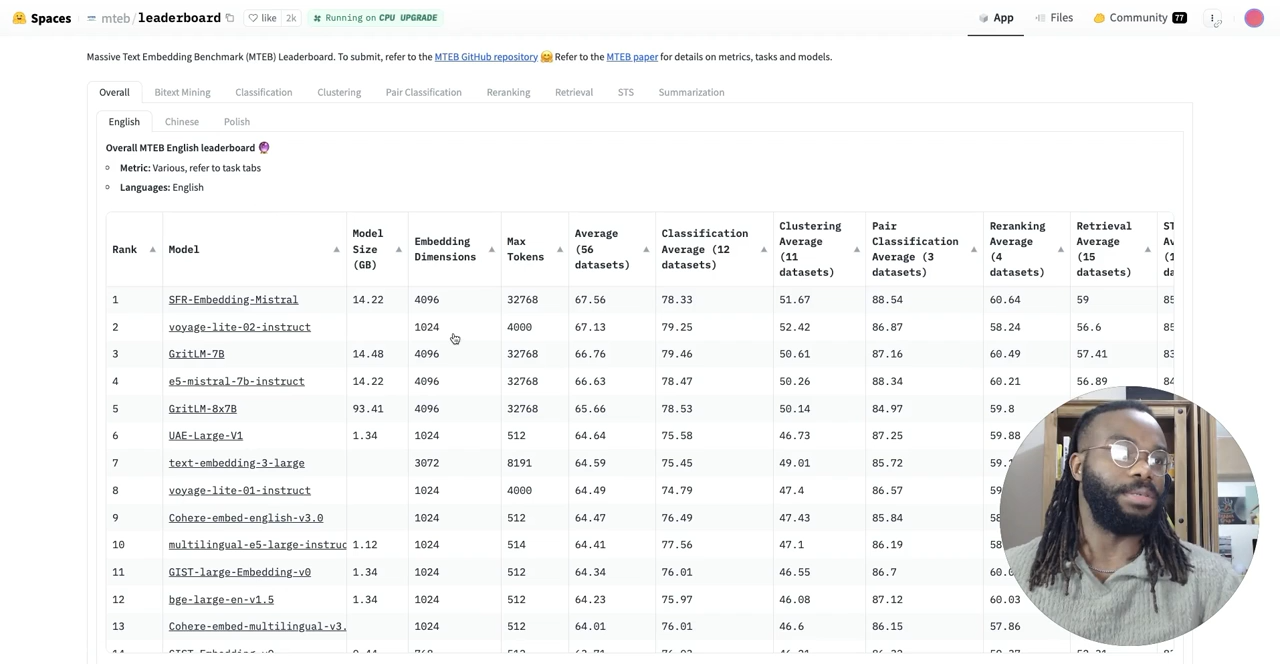 Spaces mteb/leaderboard like 2k Running on CPU UPGRADE App Files Community 77
Massive Text Embedding Benchmark (MTEB) Leaderboard. To submit, refer to the MTEB GitHub repository 🤗 Refer to the MTEB paper for details on metrics, tasks and models.
Overall Bitext Mining Classification Clustering Pair Classification Reranking Retrieval STS Summarization
English Chinese Polish
Overall MTEB English leaderboard 🔮
Metric: Various, refer to task tabs
Languages: English
Rank Model Model Size (GB) Embedding Dimensions Max Tokens Average (56 datasets) Classification Average (12 datasets) Clustering Average (11 datasets) Pair Classification Average (3 datasets) Reranking Average (4 datasets) Retrieval Average (15 datasets)
1 SFR-Embedding-Mistral 14.22 4096 32768 67.56 78.33 51.67 88.54 60.64 59
2 voyage-lite-02-instruct 1024 4000 67.13 79.25 52.42 86.87 58.24 56.6
3 GritLM-7B 14.48 4096 32768 66.76 79.46 50.61 87.16 60.49 57.41
4 e5-mistral-7b-instruct 14.22 4096 32768 66.63 78.47 50.26 88.34 60.21 56.89
5 GritLM-8x7B 93.41 4096 32768 65.66 78.53 50.14 84.97 59.8
6 UAE-Large-V1 1.34 1024 512 64.64 75.58 46.73 87.25 59.88
7 text-embedding-3-large 3072 8191 64.59 75.45 49.01 85.72
8 voyage-lite-01-instruct 1024 4000 64.49 74.79 47.4 86.57
9 Cohere-embed-english-v3.0 1024 512 64.47 76.49 47.43 85.84
10 multilingual-e5-large-instruc 1.12 1024 514 64.41 77.56 47.1 86.19
11 GIST-large-Embedding-v0 1.34 1024 512 64.34 76.01 46.55 86.7
12 bge-large-en-v1.5 1.34 1024 512 64.23 75.97 46.08 87.12 60.03
13 Cohere-embed-multilingual-v3. 1024 512 64.01 76.01 46.6 86.15 57.86